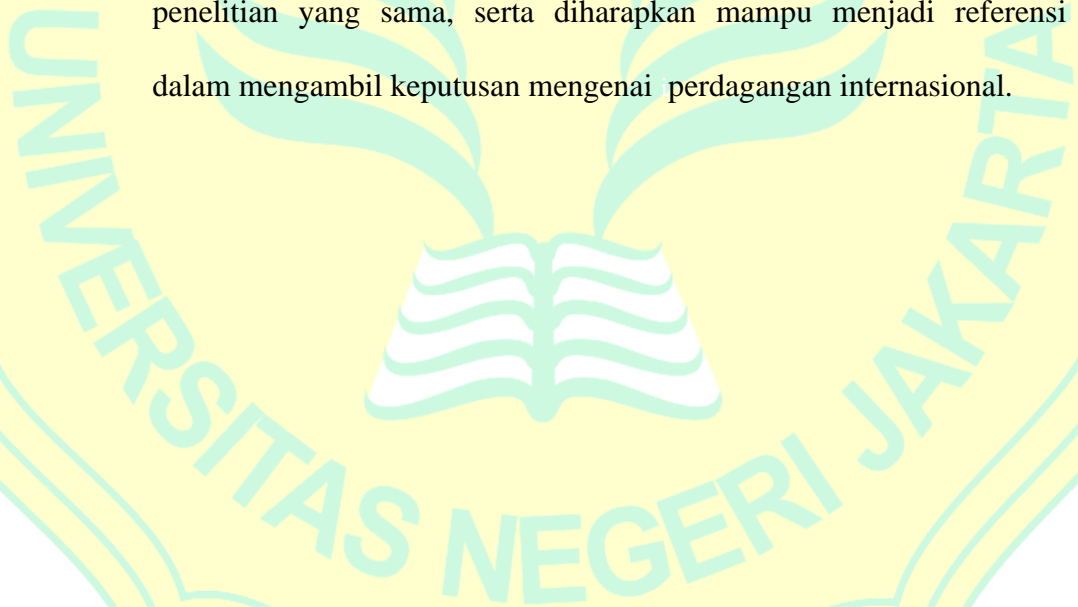 penelitian yang sama, serta diharapkan mampu menjadi referensi
dalam mengambil keputusan mengenai perdagangan internasional.
UNIVERSITAS NEGERI JAKARTA